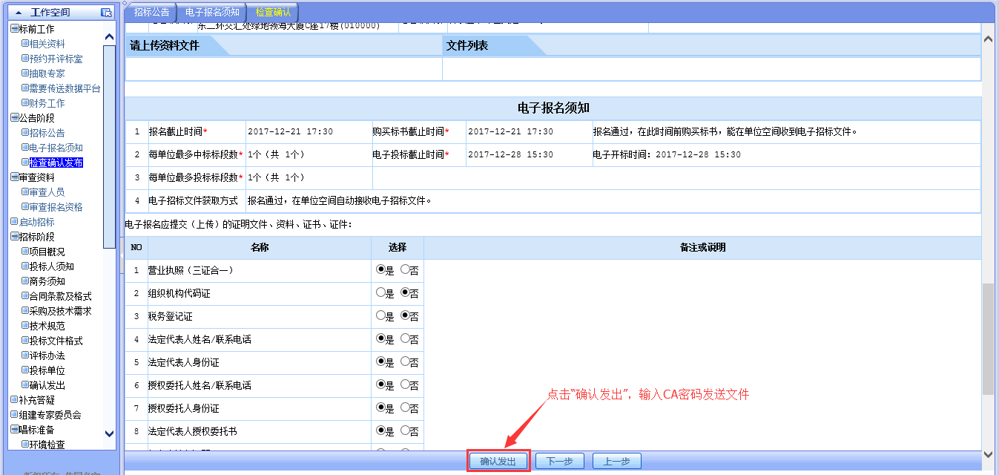 工作空间
标前工作
相关资料
预约开评标室
抽取专家
需要传送数据平台
财务工作
公告阶段
招标公告
电子报名须知
检查确认发布
审查资料
审查人员
审查报名资格
启动招标
招标阶段
项目概况
投标人须知
商务须知
合同条款及格式
采购及技术需求
技术规范
投标文件格式
评标办法
投标单位
确认发出
补充答疑
组建专家委员会
唱标准备
环境检查
招标公告 电子报名须知 检查确认
东二环交汇处绿地领海大厦C座17楼(010000)
请上传资料文件 文件列表
电子报名须知
1 报名截止时间* 2017-12-21 17:30 购买标书截止时间* 2017-12-21 17:30 报名通过,在此时间前购买标书,能在单位空间收到电子招标文件。
2 每单位最多中标标段数* 1个(共 1个) 电子投标截止时间* 2017-12-28 15:30 电子开标时间: 2017-12-28 15:30
3 每单位最多投标标段数* 1个(共 1个)
4 电子招标文件获取方式 报名通过,在单位空间自动接收电子招标文件。
电子报名应提交(上传)的证明文件、资料、证书、证件:
NO 名称 选择 备注或说明
1 营业执照(三证合一) 是 否
2 组织机构代码证 是 否
3 税务登记证 是 否
4 法定代表人姓名/联系电话 是 否
5 法定代表人身份证 是 否
6 授权委托人姓名/联系电话 是 否
7 授权委托人身份证 是 否
8 法定代表人授权委托书 是 否
点击“确认发出”,输入CA密码发送文件
确认发出 下一步 上一步